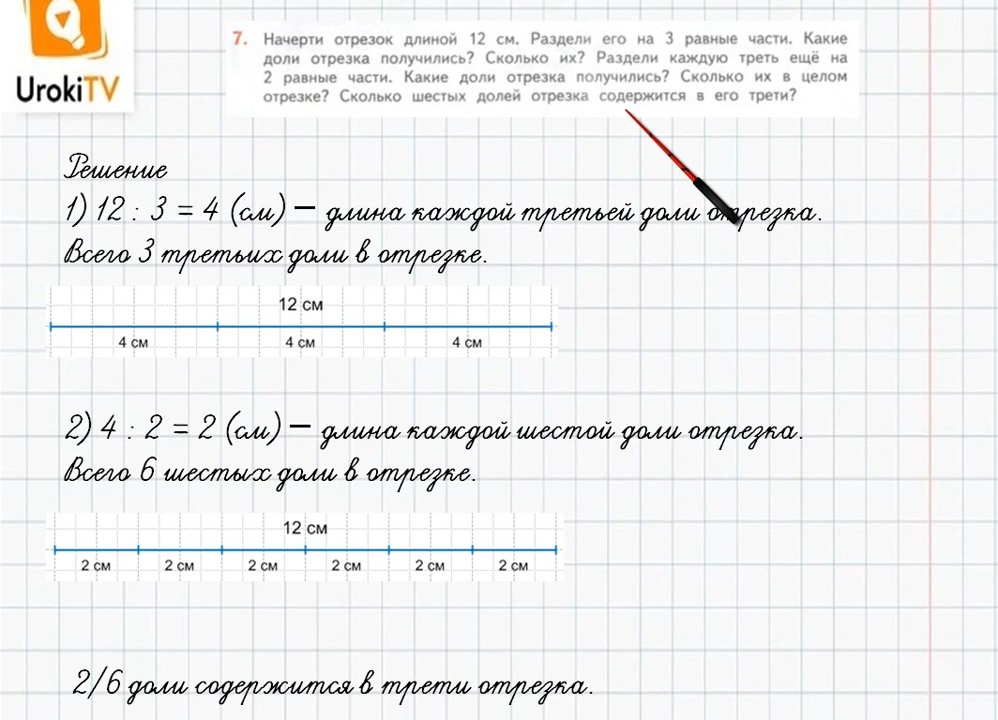 UrokiTV
7. Начерти отрезок длиной 12 см. Раздели его на 3 равные части. Какие
доли отрезка получились? Сколько их? Раздели каждую треть ещё на
2 равные части. Какие доли отрезка получились? Сколько их в целом
отрезке? Сколько шестых долей отрезка содержится в его трети?
Решение
1) 12 : 3 = 4 (см) – длина каждой третьей доли отрезка.
Всего 3 третьих доли в отрезке.
12 см
4 см 4 см 4 см
2) 4 : 2 = 2 (см) – длина каждой шестой доли отрезка.
Всего 6 шестых доли в отрезке.
12 см
2 см 2 см 2 см 2 см 2 см 2 см
2/6 доли содержится в трети отрезка.